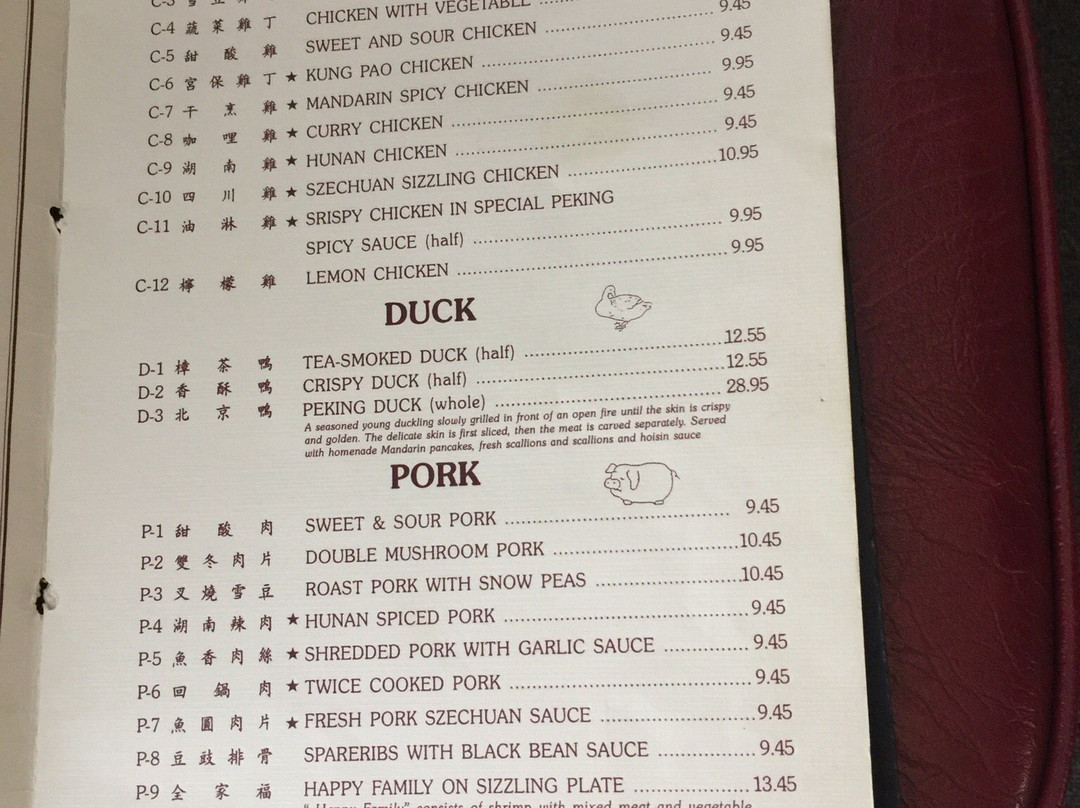 CHICKEN WITH VEGETABLE
C-4 蔬菜雞丁 SWEET AND SOUR CHICKEN 9.45
C-5 甜酸雞 9.45
C-6 宮保雞丁 ★ KUNG PAO CHICKEN 9.95
C-7 干烹雞 ★ MANDARIN SPICY CHICKEN 9.45
C-8 咖哩雞 ★ CURRY CHICKEN 9.45
C-9 湖南雞 ★ HUNAN CHICKEN 10.95
C-10 四川雞 ★ SZECHUAN SIZZLING CHICKEN
C-11 油淋雞 ★ SRISPY CHICKEN IN SPECIAL PEKING
SPICY SAUCE (half) 9.95
C-12 檸檬雞 LEMON CHICKEN 9.95
DUCK
D-1 樟茶鴨 TEA-SMOKED DUCK (half) 12.55
D-2 香酥鴨 CRISPY DUCK (half) 12.55
D-3 北京鴨 PEKING DUCK (whole) 28.95
A seasoned young duckling slowly grilled in front of an open fire until the skin is crispy
and golden. The delicate skin is first sliced, then the meat is carved separately. Served
with homenade Mandarin pancakes, fresh scallions and scallions and hoisin sauce
PORK
P-1 甜酸肉 SWEET & SOUR PORK 9.45
P-2 雙冬肉片 DOUBLE MUSHROOM PORK 10.45
P-3 叉燒雪豆 ROAST PORK WITH SNOW PEAS 10.45
P-4 湖南辣肉 ★ HUNAN SPICED PORK 9.45
P-5 魚香肉絲 ★ SHREDDED PORK WITH GARLIC SAUCE 9.45
P-6 回鍋肉 ★ TWICE COOKED PORK 9.45
P-7 魚圓肉片 ★ FRESH PORK SZECHUAN SAUCE 9.45
P-8 豆豉排骨 SPARERIBS WITH BLACK BEAN SAUCE 9.45
P-9 全家福 HAPPY FAMILY ON SIZZLING PLATE 13.45
"Happy Family" consists of shrimp with mixed meat and vegetable